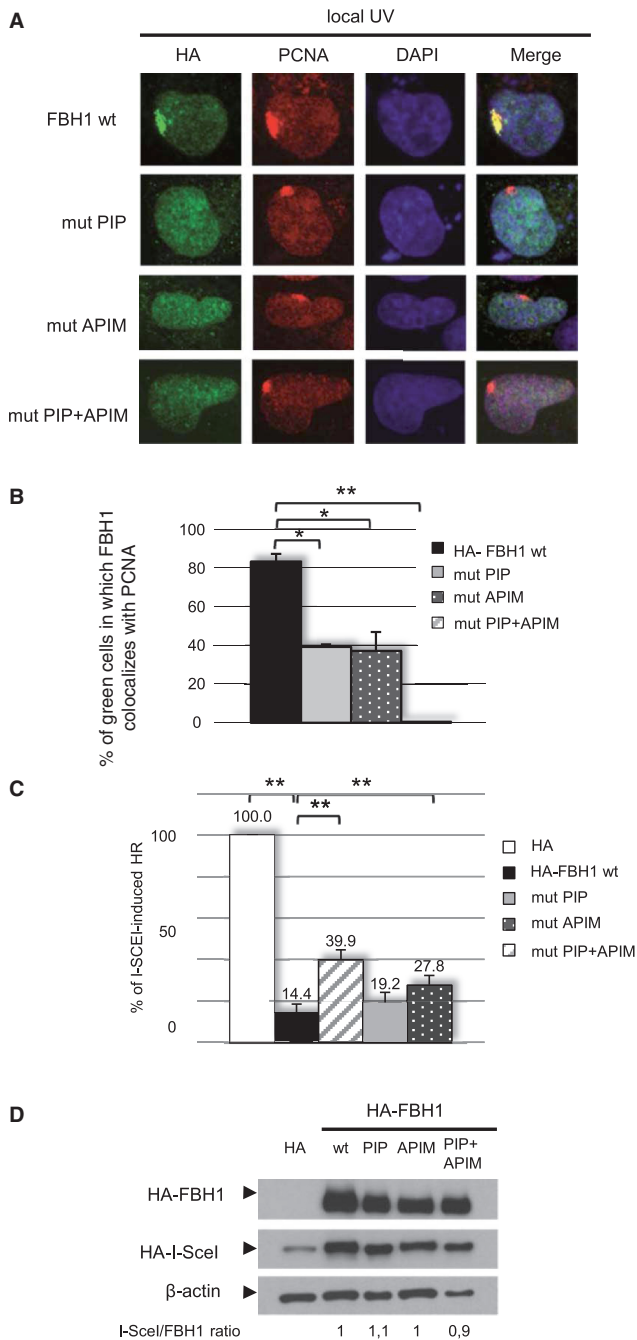 A
local UV
HA PCNA DAPI Merge
FBH1 wt
mut PIP
mut APIM
mut PIP+APIM
B
% of green cells in which FBH1
colocalizes with PCNA
100
80
60
40
20
0
**
*
*
HA- FBH1 wt
mut PIP
mut APIM
mut PIP+APIM
C
% of I-SCEI-induced HR
100
50
0
** **
**
100.0
14.4
39.9
19.2
27.8
HA
HA-FBH1 wt
mut PIP
mut APIM
mut PIP+APIM
D
HA-FBH1
HA wt PIP APIM PIP+
APIM
HA-FBH1
HA-I-SceI
β-actin
I-SceI/FBH1 ratio 1 1,1 1 0,9